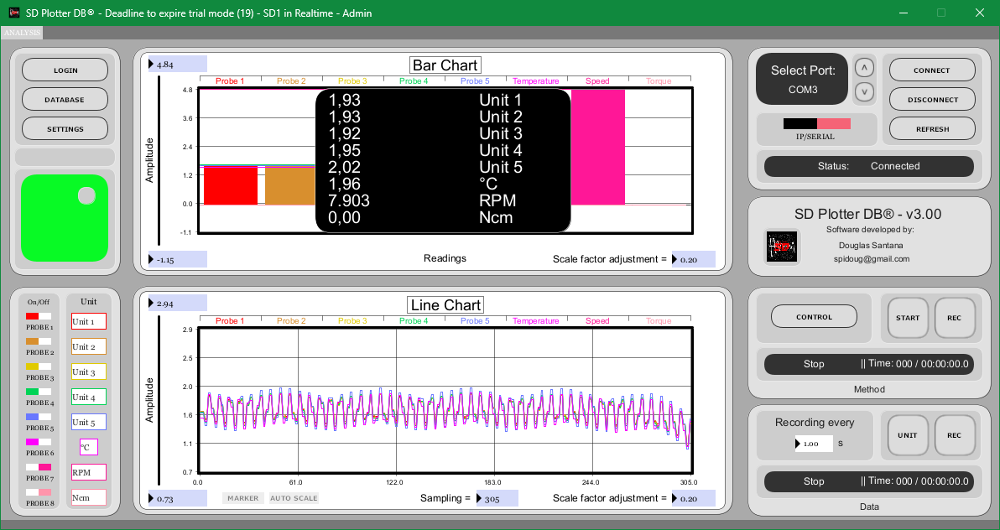 SD Plotter DB® - Deadline to expire trial mode (19) - SD1 in Realtime - Admin
ANALYSIS
LOGIN
DATABASE
SETTINGS
4.84
Bar Chart
Probe 1 Probe 2 Probe 3 Probe 4 Probe 5 Temperature Speed Torque
Amplitude
4.8
3.6
2.4
1.2
0.0
-1.1
1,93 Unit 1
1,93 Unit 2
1,92 Unit 3
1,95 Unit 4
2,02 Unit 5
1,96 °C
7.903 RPM
0,00 Ncm
-1.15
Readings
Scale factor adjustment = 0.20
Select Port:
COM3
˄
˅
IP/SERIAL
CONNECT
DISCONNECT
REFRESH
Status: Connected
SD Plotter DB® - v3.00
Software developed by:
SD
Douglas Santana
spidoug@gmail.com
On/Off Unit
PROBE 1 Unit 1
PROBE 2 Unit 2
PROBE 3 Unit 3
PROBE 4 Unit 4
PROBE 5 Unit 5
PROBE 6 °C
PROBE 7 RPM
PROBE 8 Ncm
2.94
Line Chart
Probe 1 Probe 2 Probe 3 Probe 4 Probe 5 Temperature Speed Torque
Amplitude
2.9
2.5
2.0
1.6
1.1
0.7
0.0 61.0 122.0 183.0 244.0 305.0
0.73
MARKER AUTO SCALE
Sampling = 305
Scale factor adjustment = 0.20
CONTROL
START
REC
Stop || Time: 000 / 00:00:00.0
Method
Recording every
1.00 s
UNIT
REC
Stop || Time: 000 / 00:00:00.0
Data